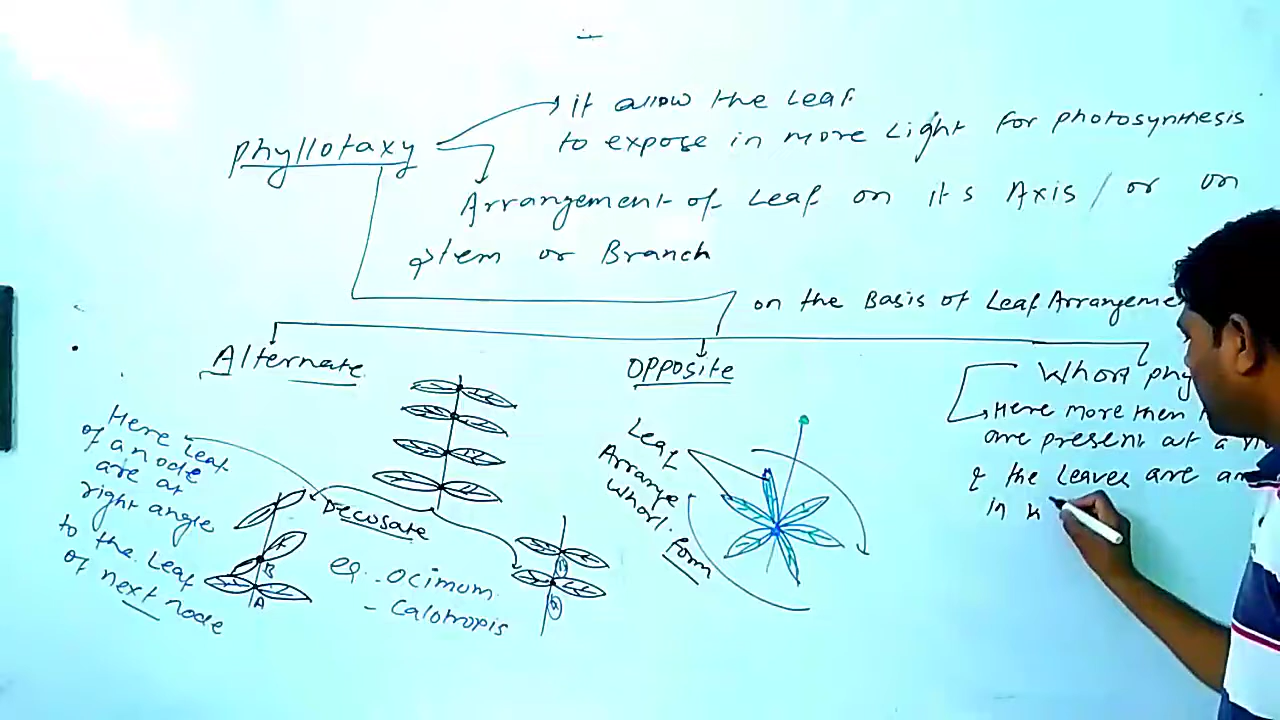 phyllotaxy
it allow the Leaf
to expose in more Light for photosynthesis
Arrangement of Leaf on its Axis / or on
stem or Branch
on the Basis of Leaf Arrangeme
Alternate
opposite
Whorl phy
Here more then
are present at a
& the Leaves are
in
Here Leaf
of a node
are at
right angle
to the Leaf
of next node
Decusate
eg. - Ocimum
- Calotropis
A
B
Leaf
Arrange
Whorl.
form